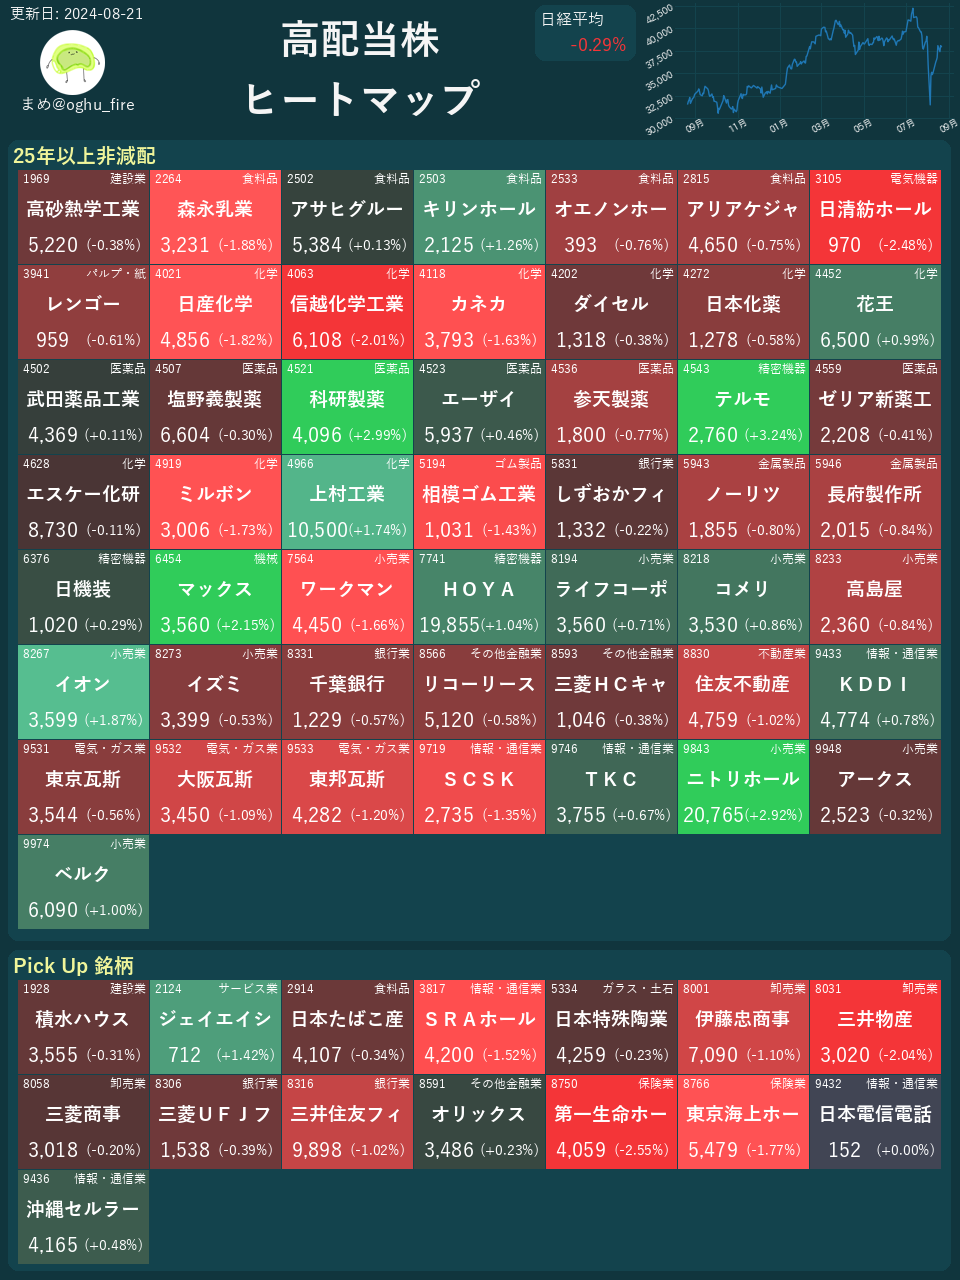 更新日: 2024-08-21
まめ@oghu_fire
高配当株
ヒートマップ
日経平均
-0.29%
42,500
40,000
37,500
35,000
32,500
30,000
09月 11月 01月 03月 05月 07月 09月
25年以上非減配
1969 建設業 2264 食料品 2502 食料品 2503 食料品 2533 食料品 2815 食料品 3105 電気機器
高砂熱学工業 森永乳業 アサヒグルー キリンホール オエノンホー アリアケジャ 日清紡ホール
5,220 (-0.38%) 3,231 (-1.88%) 5,384 (+0.13%) 2,125 (+1.26%) 393 (-0.76%) 4,650 (-0.75%) 970 (-2.48%)
3941 パルプ・紙 4021 化学 4063 化学 4118 化学 4202 化学 4272 化学 4452 化学
レンゴー 日産化学 信越化学工業 カネカ ダイセル 日本化薬 花王
959 (-0.61%) 4,856 (-1.82%) 6,108 (-2.01%) 3,793 (-1.63%) 1,318 (-0.38%) 1,278 (-0.58%) 6,500 (+0.99%)
4502 医薬品 4507 医薬品 4521 医薬品 4523 医薬品 4536 医薬品 4543 精密機器 4559 医薬品
武田薬品工業 塩野義製薬 科研製薬 エーザイ 参天製薬 テルモ ゼリア新薬工
4,369 (+0.11%) 6,604 (-0.30%) 4,096 (+2.99%) 5,937 (+0.46%) 1,800 (-0.77%) 2,760 (+3.24%) 2,208 (-0.41%)
4628 化学 4919 化学 4966 化学 5194 ゴム製品 5831 銀行業 5943 金属製品 5946 金属製品
エスケー化研 ミルボン 上村工業 相模ゴム工業 しずおかフィ ノーリツ 長府製作所
8,730 (-0.11%) 3,006 (-1.73%) 10,500(+1.74%) 1,031 (-1.43%) 1,332 (-0.22%) 1,855 (-0.80%) 2,015 (-0.84%)
6376 精密機器 6454 機械 7564 小売業 7741 精密機器 8194 小売業 8218 小売業 8233 小売業
日機装 マックス ワークマン ＨＯＹＡ ライフコーポ コメリ 高島屋
1,020 (+0.29%) 3,560 (+2.15%) 4,450 (-1.66%) 19,855(+1.04%) 3,560 (+0.71%) 3,530 (+0.86%) 2,360 (-0.84%)
8267 小売業 8273 小売業 8331 銀行業 8566 その他金融業 8593 その他金融業 8830 不動産業 9433 情報・通信業
イオン イズミ 千葉銀行 リコーリース 三菱ＨＣキャ 住友不動産 ＫＤＤＩ
3,599 (+1.87%) 3,399 (-0.53%) 1,229 (-0.57%) 5,120 (-0.58%) 1,046 (-0.38%) 4,759 (-1.02%) 4,774 (+0.78%)
9531 電気・ガス業 9532 電気・ガス業 9533 電気・ガス業 9719 情報・通信業 9746 情報・通信業 9843 小売業 9948 小売業
東京瓦斯 大阪瓦斯 東邦瓦斯 ＳＣＳＫ ＴＫＣ ニトリホール アークス
3,544 (-0.56%) 3,450 (-1.09%) 4,282 (-1.20%) 2,735 (-1.35%) 3,755 (+0.67%) 20,765(+2.92%) 2,523 (-0.32%)
9974 小売業
ベルク
6,090 (+1.00%)
Pick Up 銘柄
1928 建設業 2124 サービス業 2914 食料品 3817 情報・通信業 5334 ガラス・土石 8001 卸売業 8031 卸売業
積水ハウス ジェイエイシ 日本たばこ産 ＳＲＡホール 日本特殊陶業 伊藤忠商事 三井物産
3,555 (-0.31%) 712 (+1.42%) 4,107 (-0.34%) 4,200 (-1.52%) 4,259 (-0.23%) 7,090 (-1.10%) 3,020 (-2.04%)
8058 卸売業 8306 銀行業 8316 銀行業 8591 その他金融業 8750 保険業 8766 保険業 9432 情報・通信業
三菱商事 三菱ＵＦＪフ 三井住友フィ オリックス 第一生命ホー 東京海上ホー 日本電信電話
3,018 (-0.20%) 1,538 (-0.39%) 9,898 (-1.02%) 3,486 (+0.23%) 4,059 (-2.55%) 5,479 (-1.77%) 152 (+0.00%)
9436 情報・通信業
沖縄セルラー
4,165 (+0.48%)